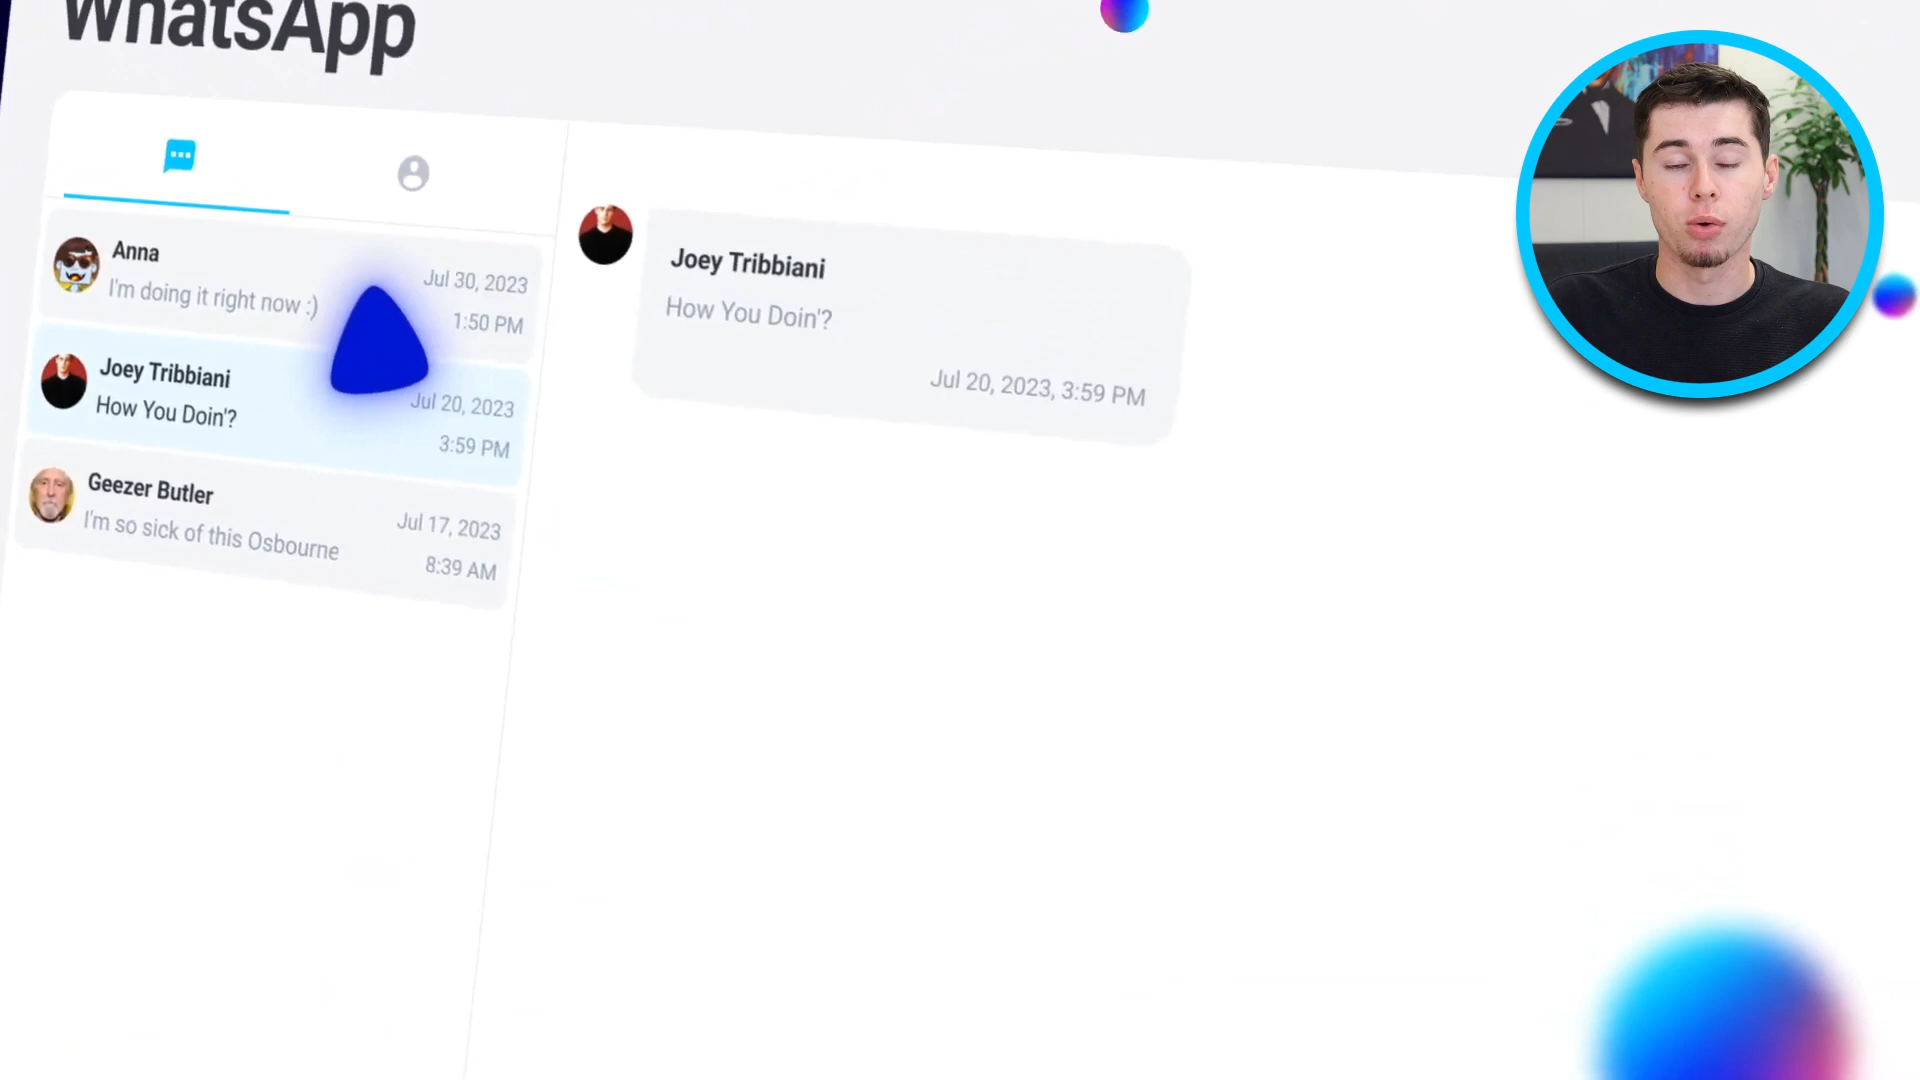 WhatsApp
Anna
I'm doing it right now :)
Jul 30, 2023
1:50 PM
Joey Tribbiani
How You Doin'?
Jul 20, 2023
3:59 PM
Geezer Butler
I'm so sick of this Osbourne
Jul 17, 2023
8:39 AM
Joey Tribbiani
How You Doin'?
Jul 20, 2023, 3:59 PM